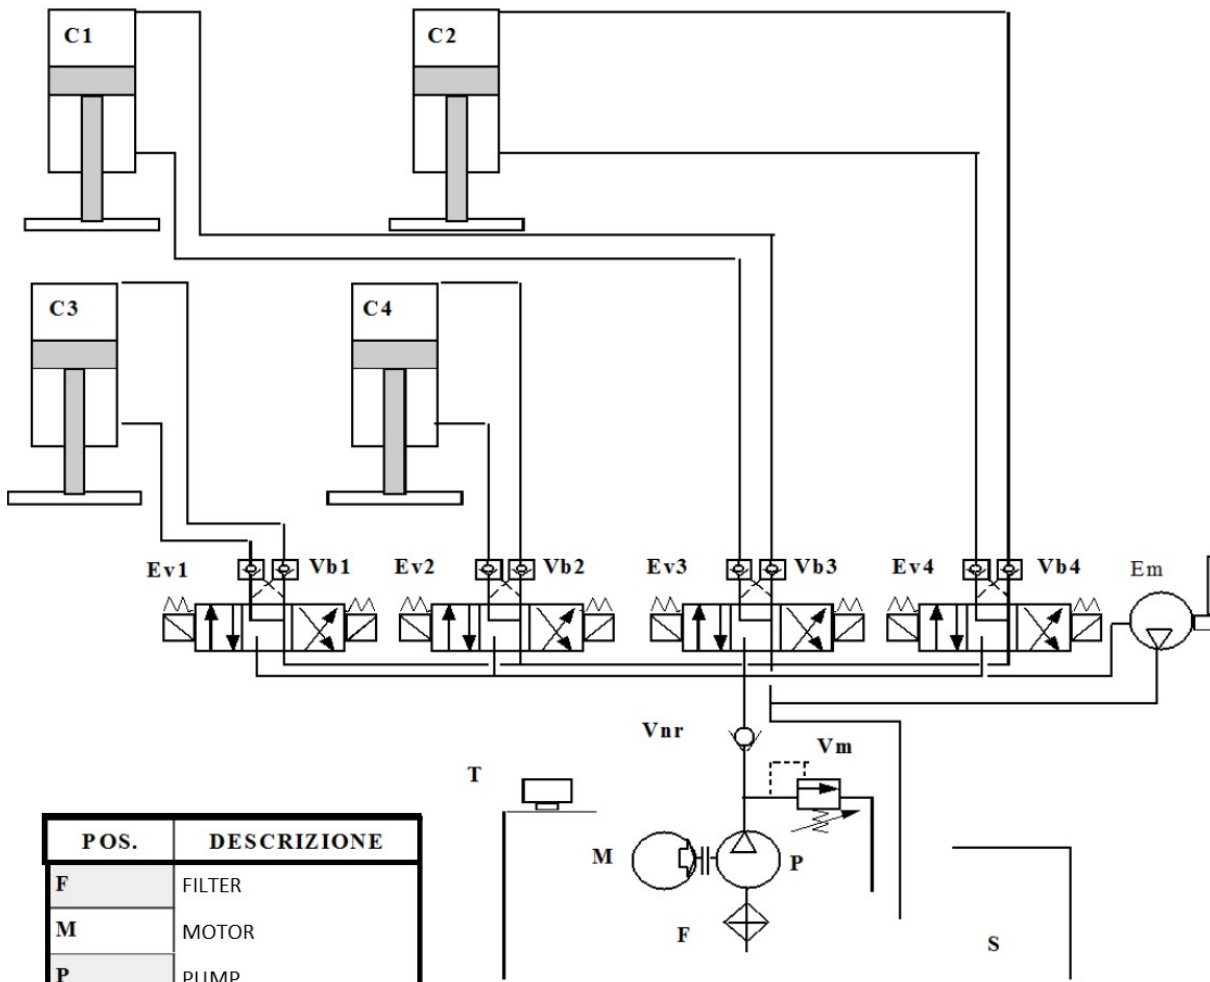 C1
C2
C3
C4
Ev1
Vb1
Ev2
Vb2
Ev3
Vb3
Ev4
Vb4
Em
Vnr
Vm
T
M
P
F
S
POS. DESCRIZIONE
F FILTER
M MOTOR
P PUMP